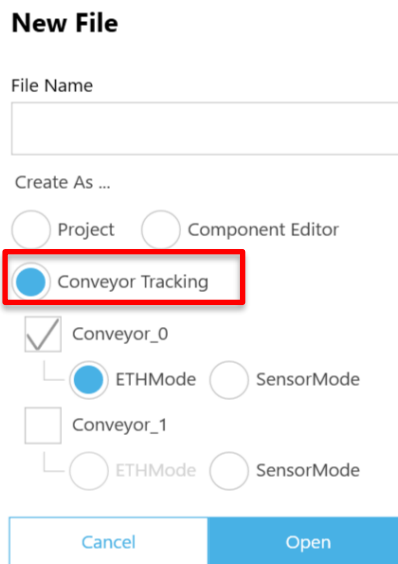 New File
File Name
Create As ...
Project Component Editor
Conveyor Tracking
Conveyor_0
ETHMode SensorMode
Conveyor_1
ETHMode SensorMode
Cancel Open